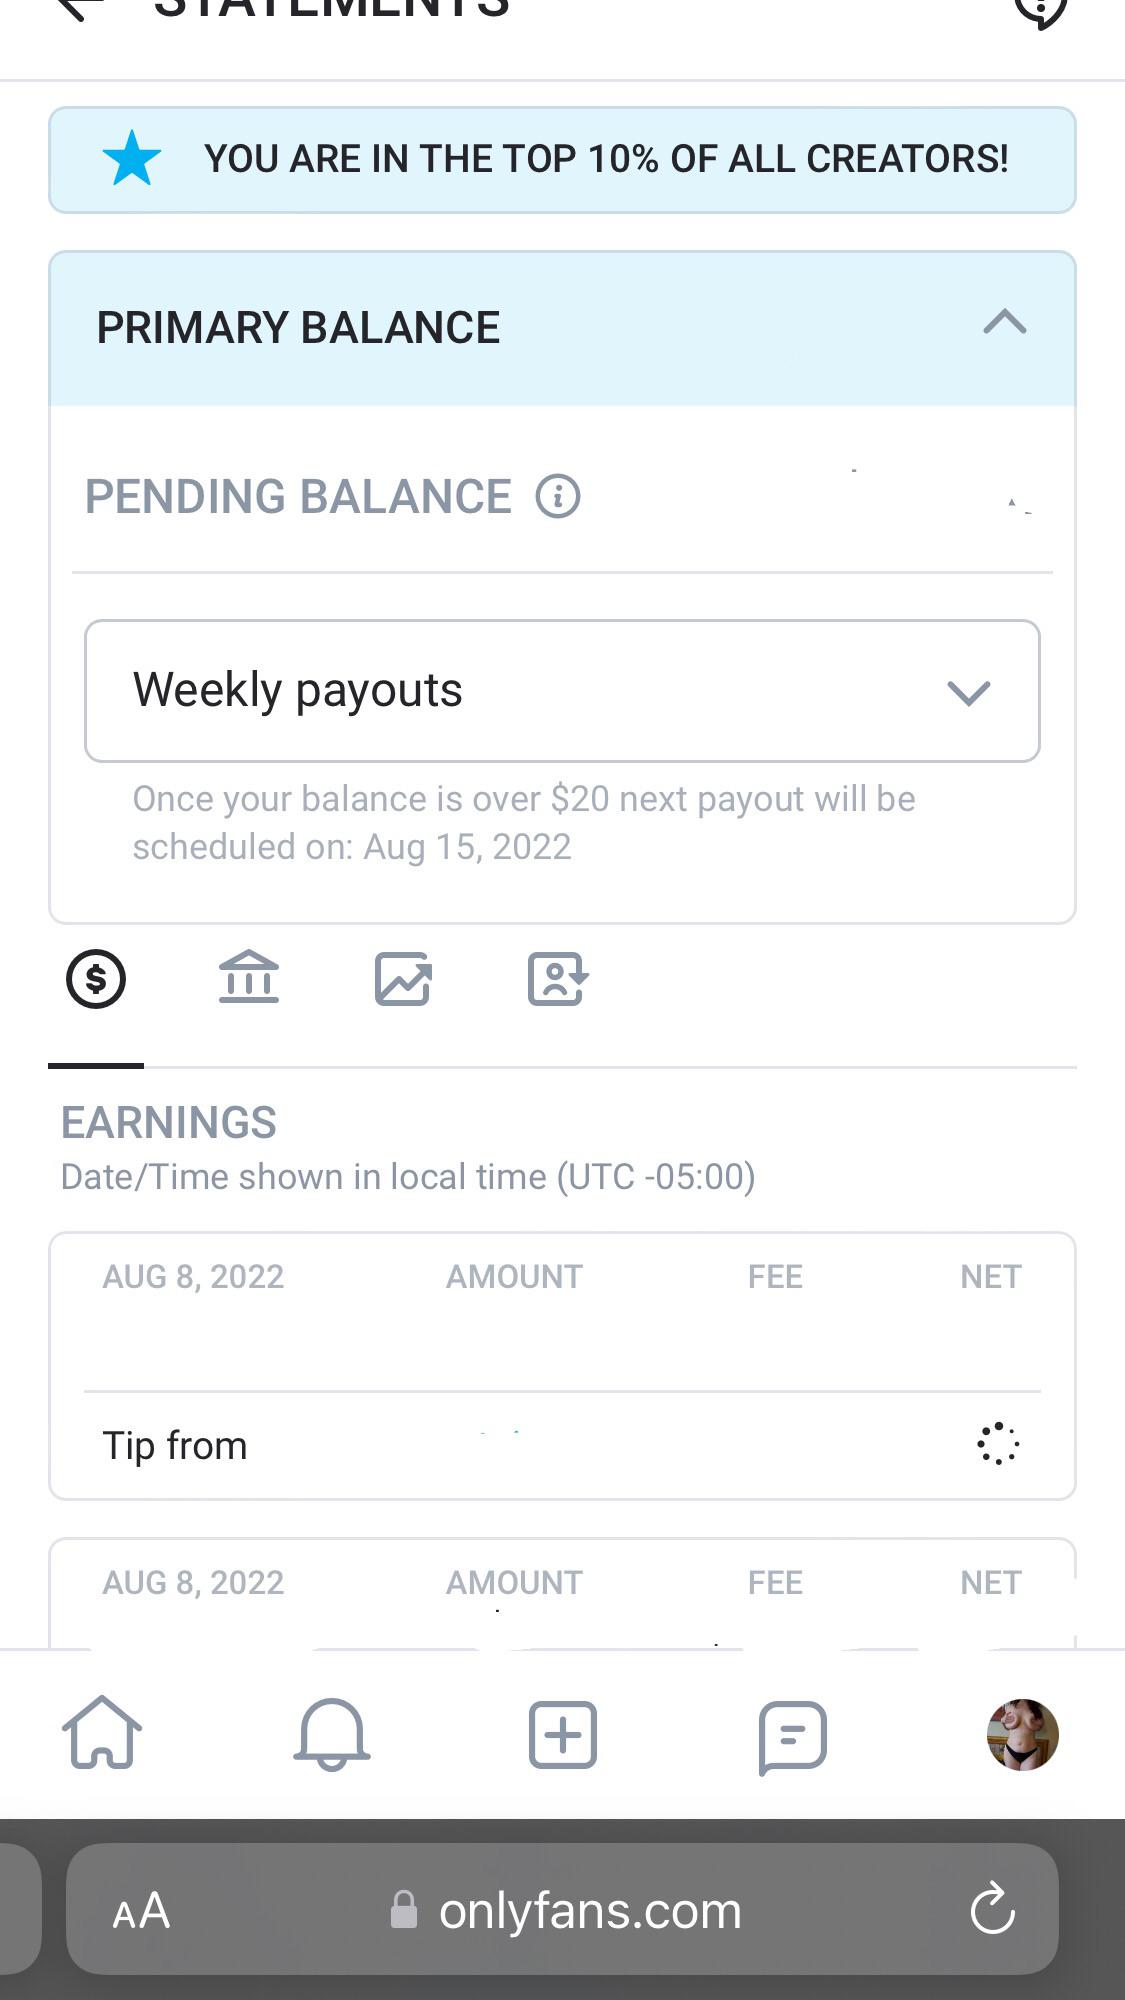 STATEMENTS
YOU ARE IN THE TOP 10% OF ALL CREATORS!
PRIMARY BALANCE
PENDING BALANCE
Weekly payouts
Once your balance is over $20 next payout will be
scheduled on: Aug 15, 2022
EARNINGS
Date/Time shown in local time (UTC -05:00)
AUG 8, 2022 AMOUNT FEE NET
Tip from
AUG 8, 2022 AMOUNT FEE NET
AA onlyfans.com